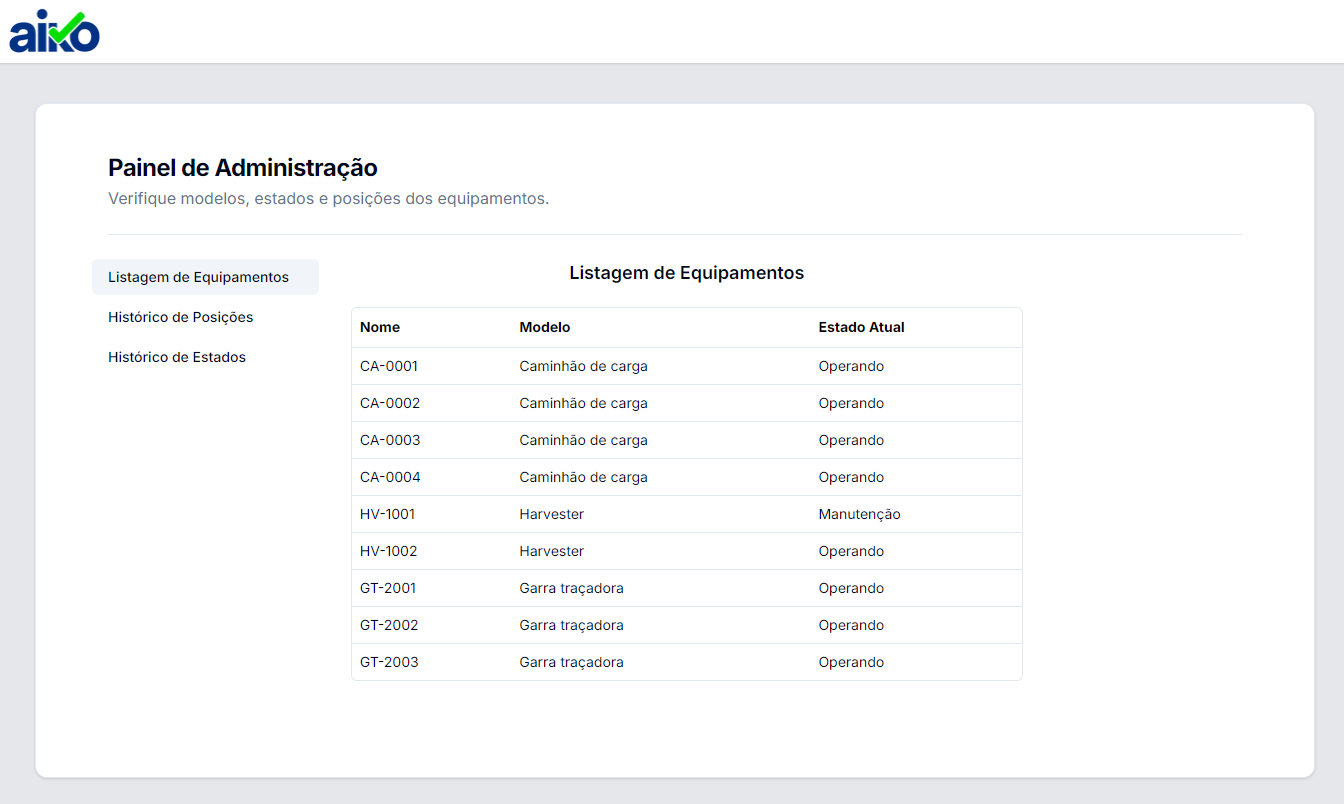 aiko
Painel de Administração
Verifique modelos, estados e posições dos equipamentos.
Listagem de Equipamentos
Histórico de Posições
Histórico de Estados
Listagem de Equipamentos
Nome Modelo Estado Atual
CA-0001 Caminhão de carga Operando
CA-0002 Caminhão de carga Operando
CA-0003 Caminhão de carga Operando
CA-0004 Caminhão de carga Operando
HV-1001 Harvester Manutenção
HV-1002 Harvester Operando
GT-2001 Garra traçadora Operando
GT-2002 Garra traçadora Operando
GT-2003 Garra traçadora Operando